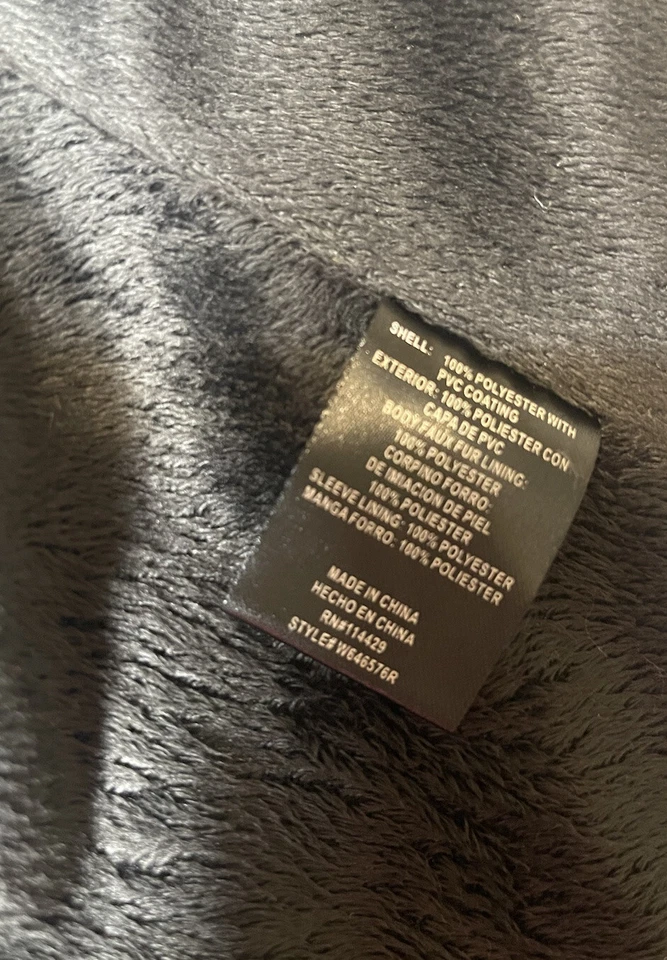 SHELL: 100% POLYESTER WITH
PVC COATING
EXTERIOR: 100% POLIESTER CON
CAPA DE PVC
BODY FAUX FUR LINING:
100% POLYESTER
CORPINO FORRO:
DE IMIACION DE PIEL
100% POLIESTER
SLEEVE LINING: 100% POLYESTER
MANGA FORRO: 100% POLIESTER
MADE IN CHINA
HECHO EN CHINA
RN#114429
STYLE# W646576R